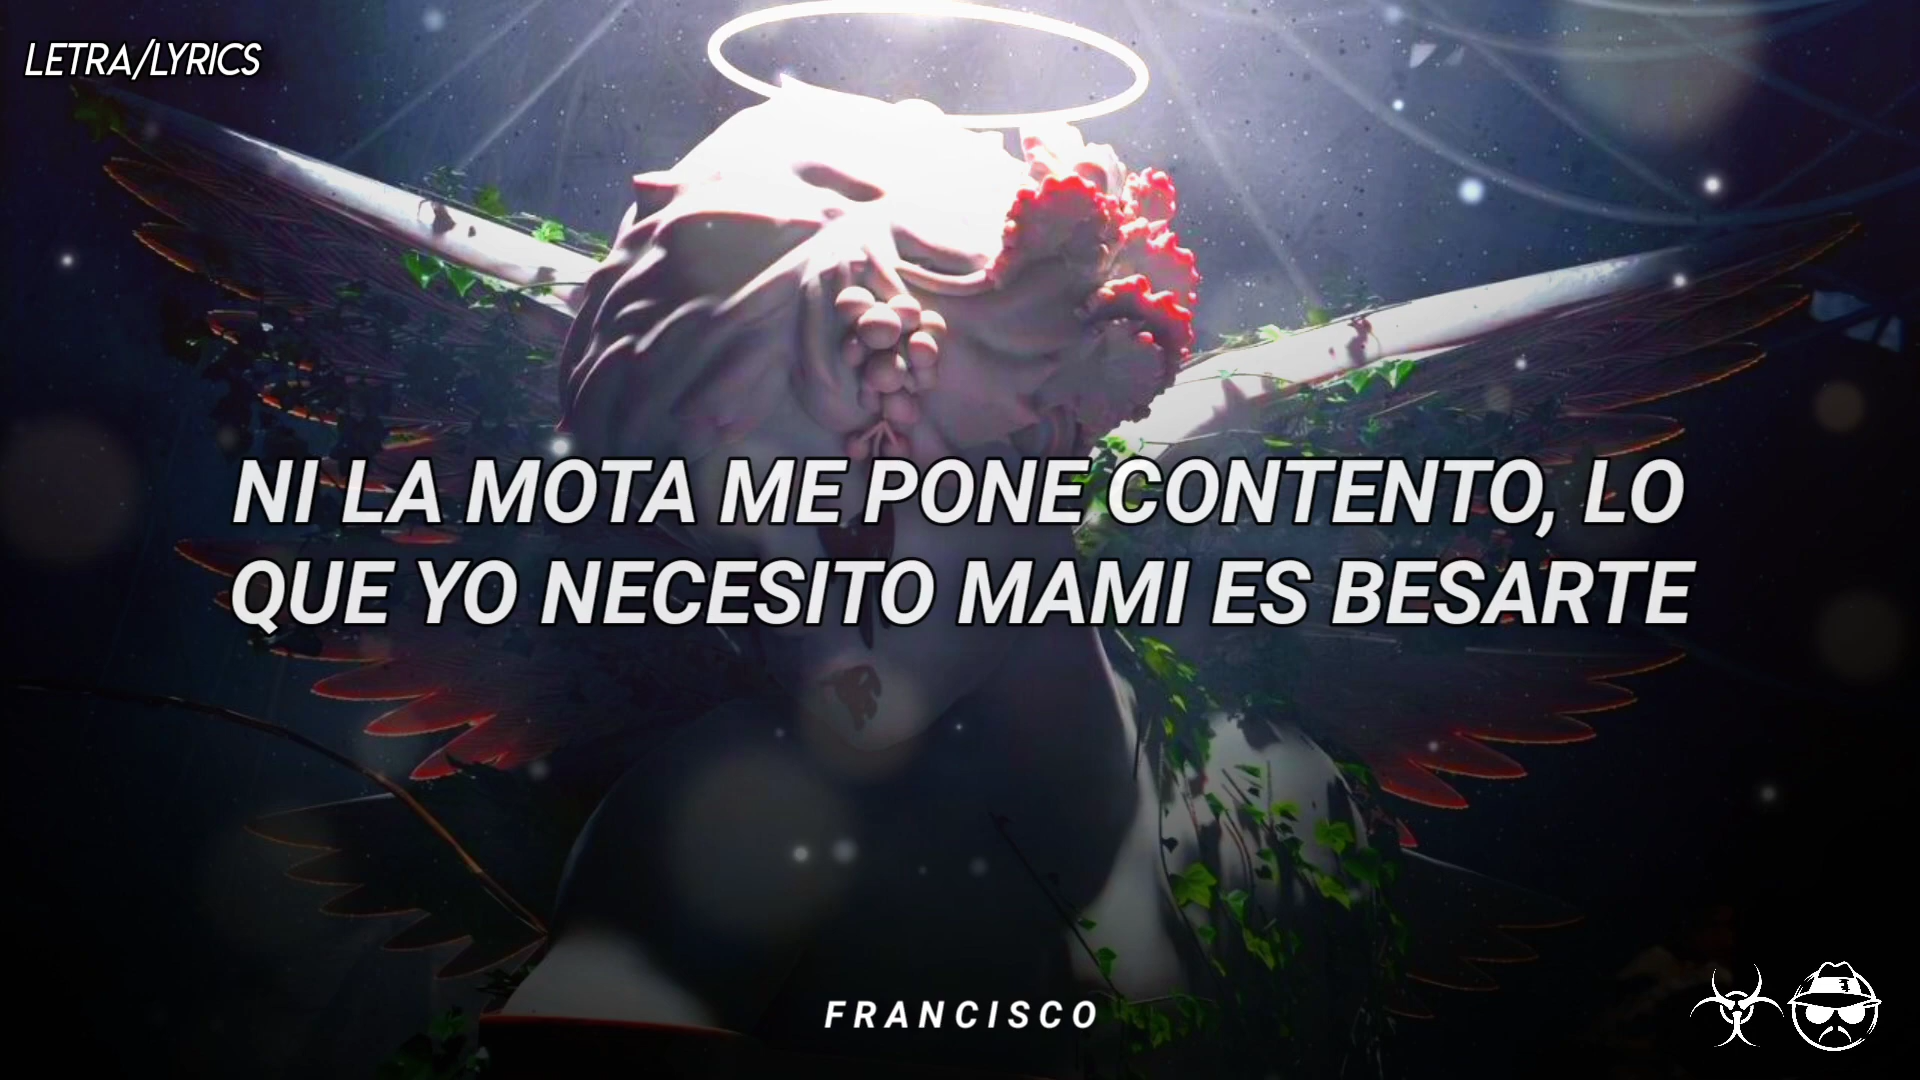 LETRA/LYRICS
NI LA MOTA ME PONE CONTENTO, LO
QUE YO NECESITO MAMI ES BESARTE
FRANCISCO